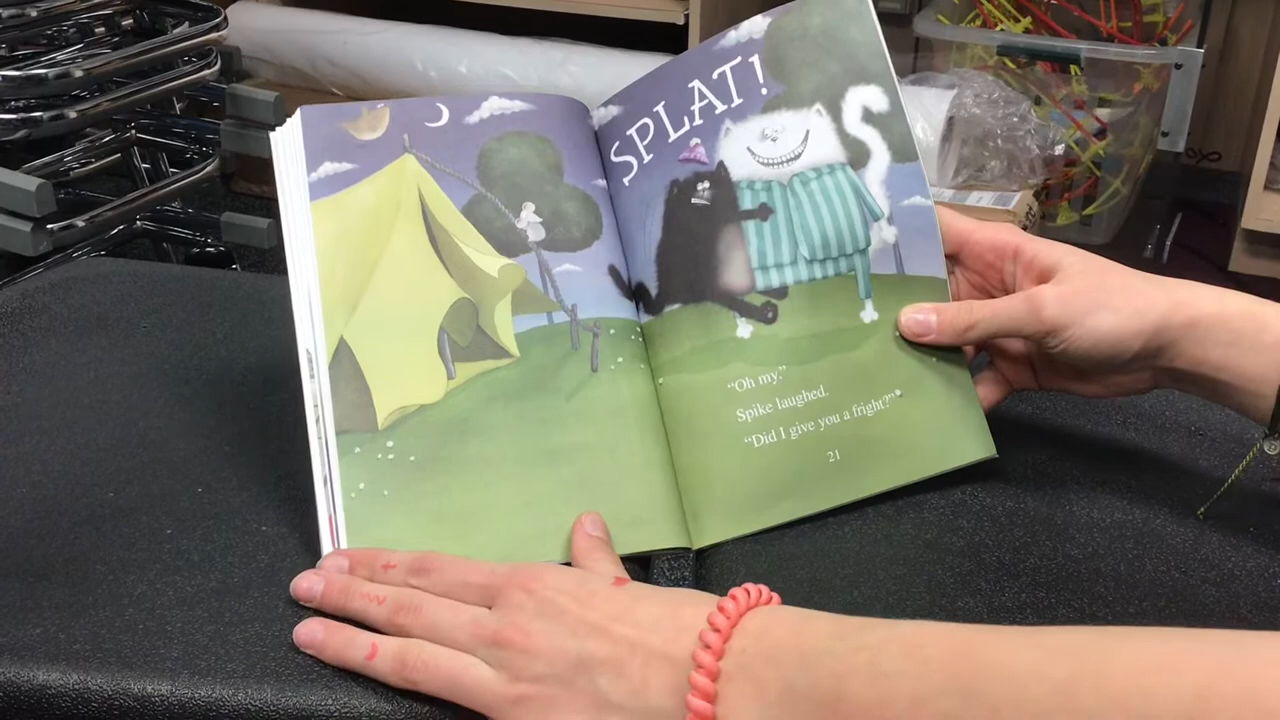 SPLAT!
“Oh my.”
Spike laughed.
“Did I give you a fright?”
21